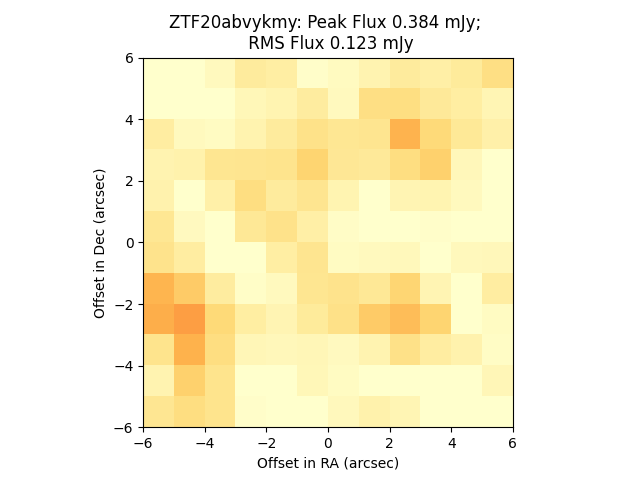 ZTF20abvykmy: Peak Flux 0.384 mJy;
RMS Flux 0.123 mJy
6
4
2
0
−2
−4
−6
Offset in Dec (arcsec)
−6 −4 −2 0 2 4 6
Offset in RA (arcsec)